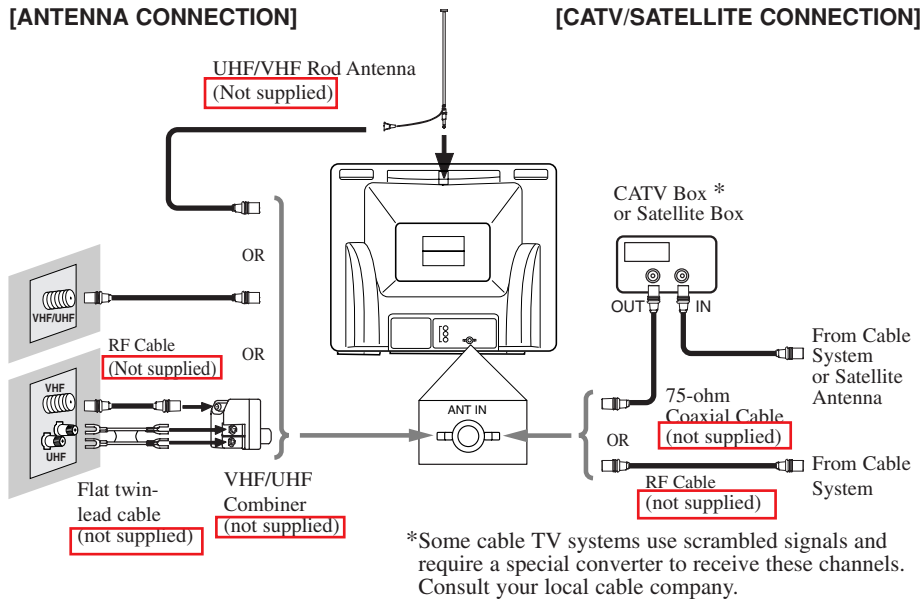 [ANTENNA CONNECTION]
[CATV/SATELLITE CONNECTION]
UHF/VHF Rod Antenna
(Not supplied)
OR
VHF/UHF
RF Cable
(Not supplied)
OR
VHF
UHF
Flat twin-
lead cable
(not supplied)
VHF/UHF
Combiner
(not supplied)
ANT IN
CATV Box *
or Satellite Box
OUT
IN
From Cable
System
or Satellite
Antenna
75-ohm
Coaxial Cable
(not supplied)
OR
RF Cable
(not supplied)
From Cable
System
*Some cable TV systems use scrambled signals and
require a special converter to receive these channels.
Consult your local cable company.